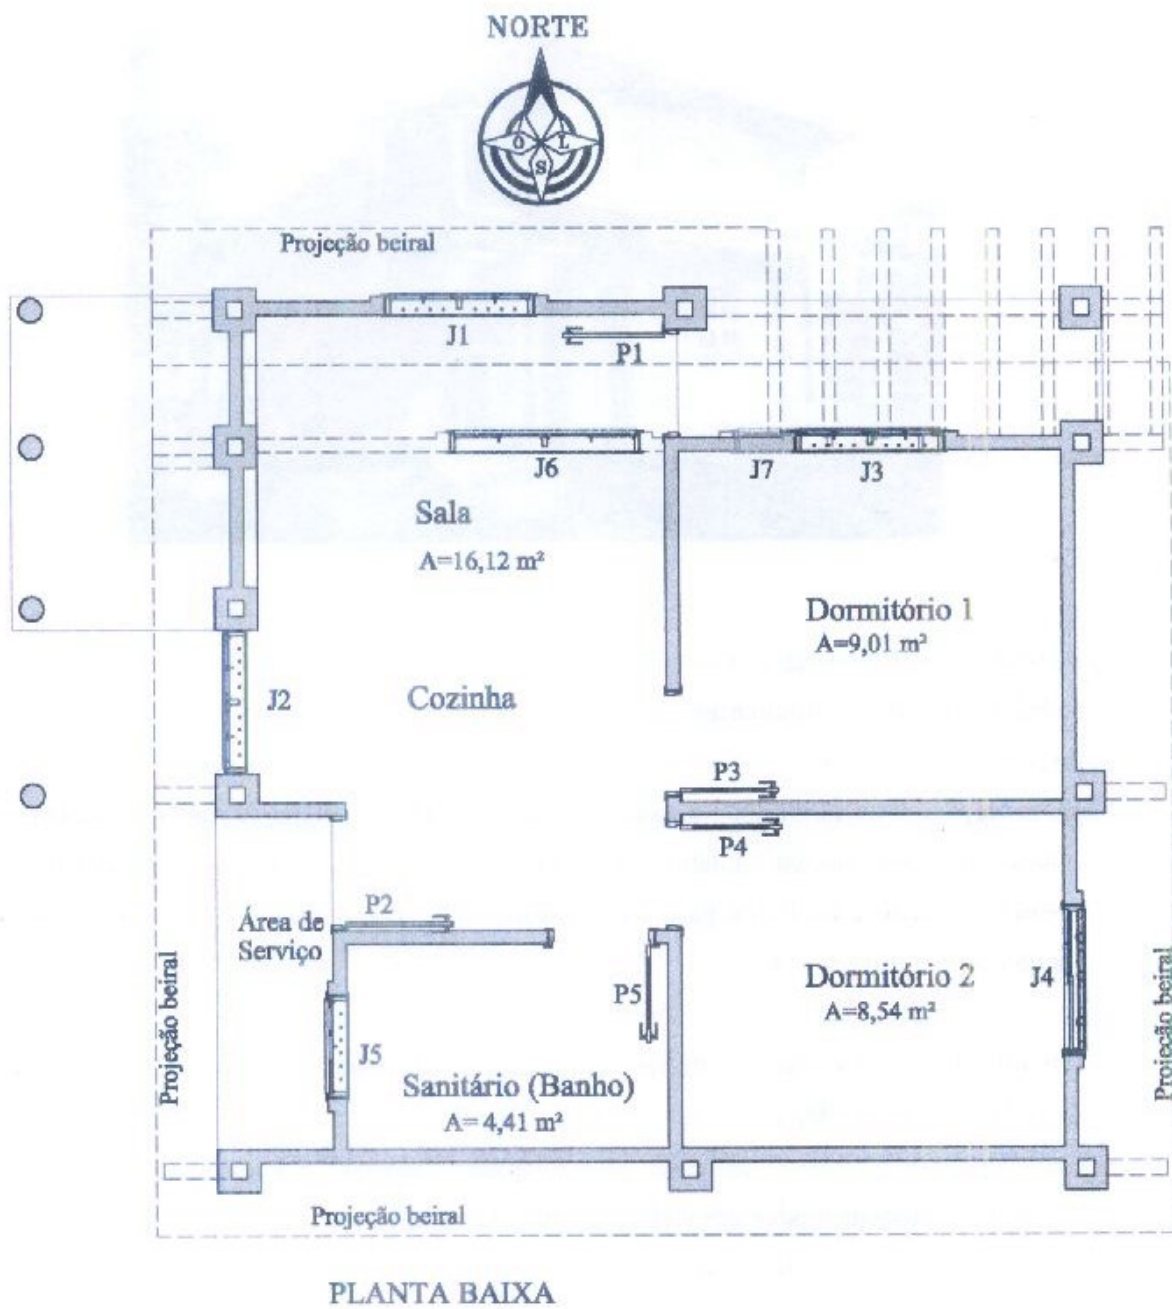 NORTE
O
L
S
Projeção beiral
J1
P1
J6
J7
J3
Sala
A=16,12 m²
Dormitório 1
A=9,01 m²
J2
Cozinha
P3
P4
P2
Área de
Serviço
Projeção beiral
P5
Dormitório 2
A=8,54 m²
J4
Projeção beiral
J5
Sanitário (Banho)
A= 4,41 m²
Projeção beiral
PLANTA BAIXA